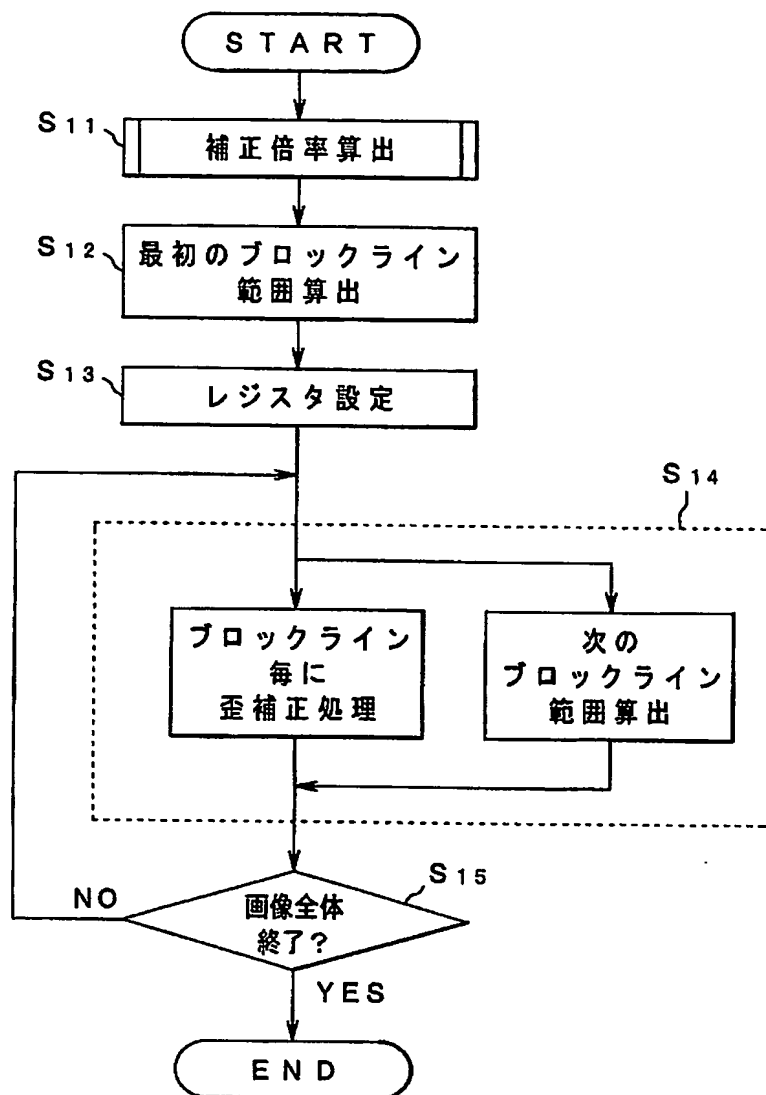 START
S11
補正倍率算出
S12
最初のブロックライン
範囲算出
S13
レジスタ設定
S14
ブロックライン
毎に
歪補正処理
次の
ブロックライン
範囲算出
S15
画像全体
終了?
NO
YES
END